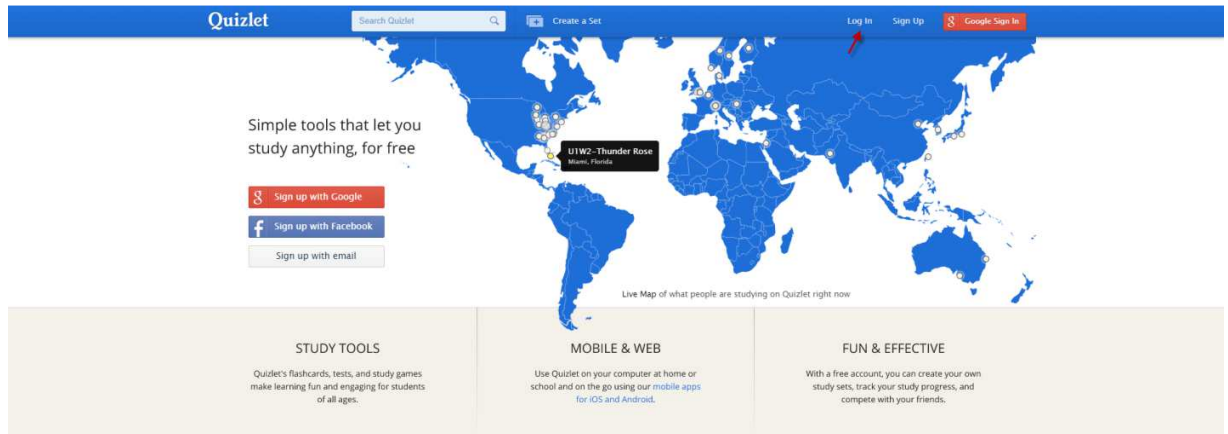 Quizlet
Search Quizlet
Create a Set
Log In
Sign Up
Google Sign In
Simple tools that let you
study anything, for free
Sign up with Google
Sign up with Facebook
Sign up with email
U1W2-Thunder Rose
Miami, Florida
Live Map of what people are studying on Quizlet right now
STUDY TOOLS
Quizlet's flashcards, tests, and study games
make learning fun and engaging for students
of all ages.
MOBILE & WEB
Use Quizlet on your computer at home or
school and on the go using our mobile apps
for iOS and Android.
FUN & EFFECTIVE
With a free account, you can create your own
study sets, track your study progress, and
compete with your friends.